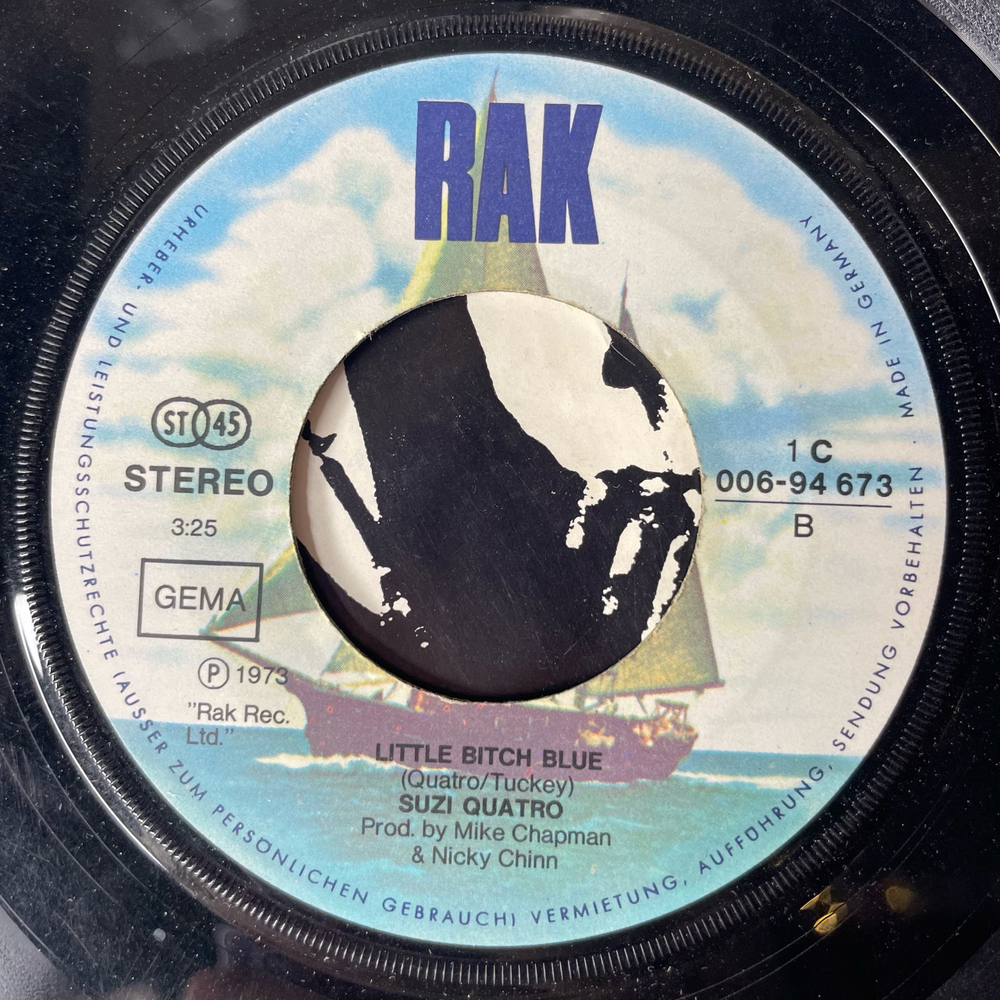 RAK
URHEBER- UND LEISTUNGSSCHUTZRECHTE (AUSSER ZUM PERSÖNLICHEN GEBRAUCH) VERMIETUNG, AUFFÜHRUNG, SENDUNG VORBEHALTEN · MADE IN GERMANY
ST 45
STEREO
3:25
GEMA
Ⓟ 1973
"Rak Rec.
Ltd."
1 C
006-94 673
B
LITTLE BITCH BLUE
(Quatro/Tuckey)
SUZI QUATRO
Prod. by Mike Chapman
& Nicky Chinn